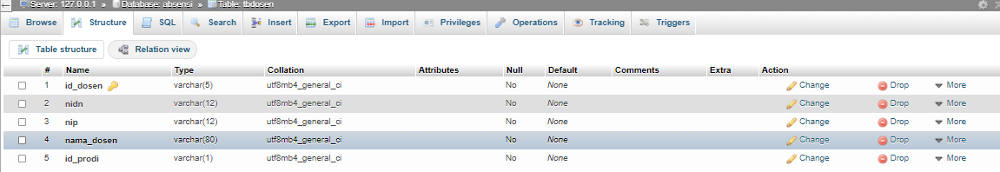 Server: 127.0.0.1 » Database: absensi » Table: tbdosen
Browse Structure SQL Search Insert Export Import Privileges Operations Tracking Triggers
Table structure Relation view
# Name Type Collation Attributes Null Default Comments Extra Action
1 id_dosen varchar(5) utf8mb4_general_ci No None Change Drop More
2 nidn varchar(12) utf8mb4_general_ci No None Change Drop More
3 nip varchar(12) utf8mb4_general_ci No None Change Drop More
4 nama_dosen varchar(80) utf8mb4_general_ci No None Change Drop More
5 id_prodi varchar(1) utf8mb4_general_ci No None Change Drop More